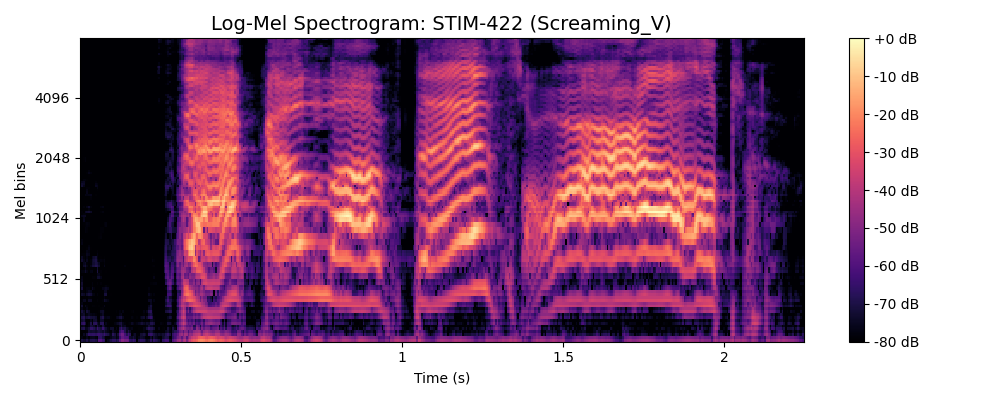 Log-Mel Spectrogram: STIM-422 (Screaming_V)
+0 dB
-10 dB
-20 dB
-30 dB
-40 dB
-50 dB
-60 dB
-70 dB
-80 dB
Mel bins
4096
2048
1024
512
0
0 0.5 1 1.5 2
Time (s)